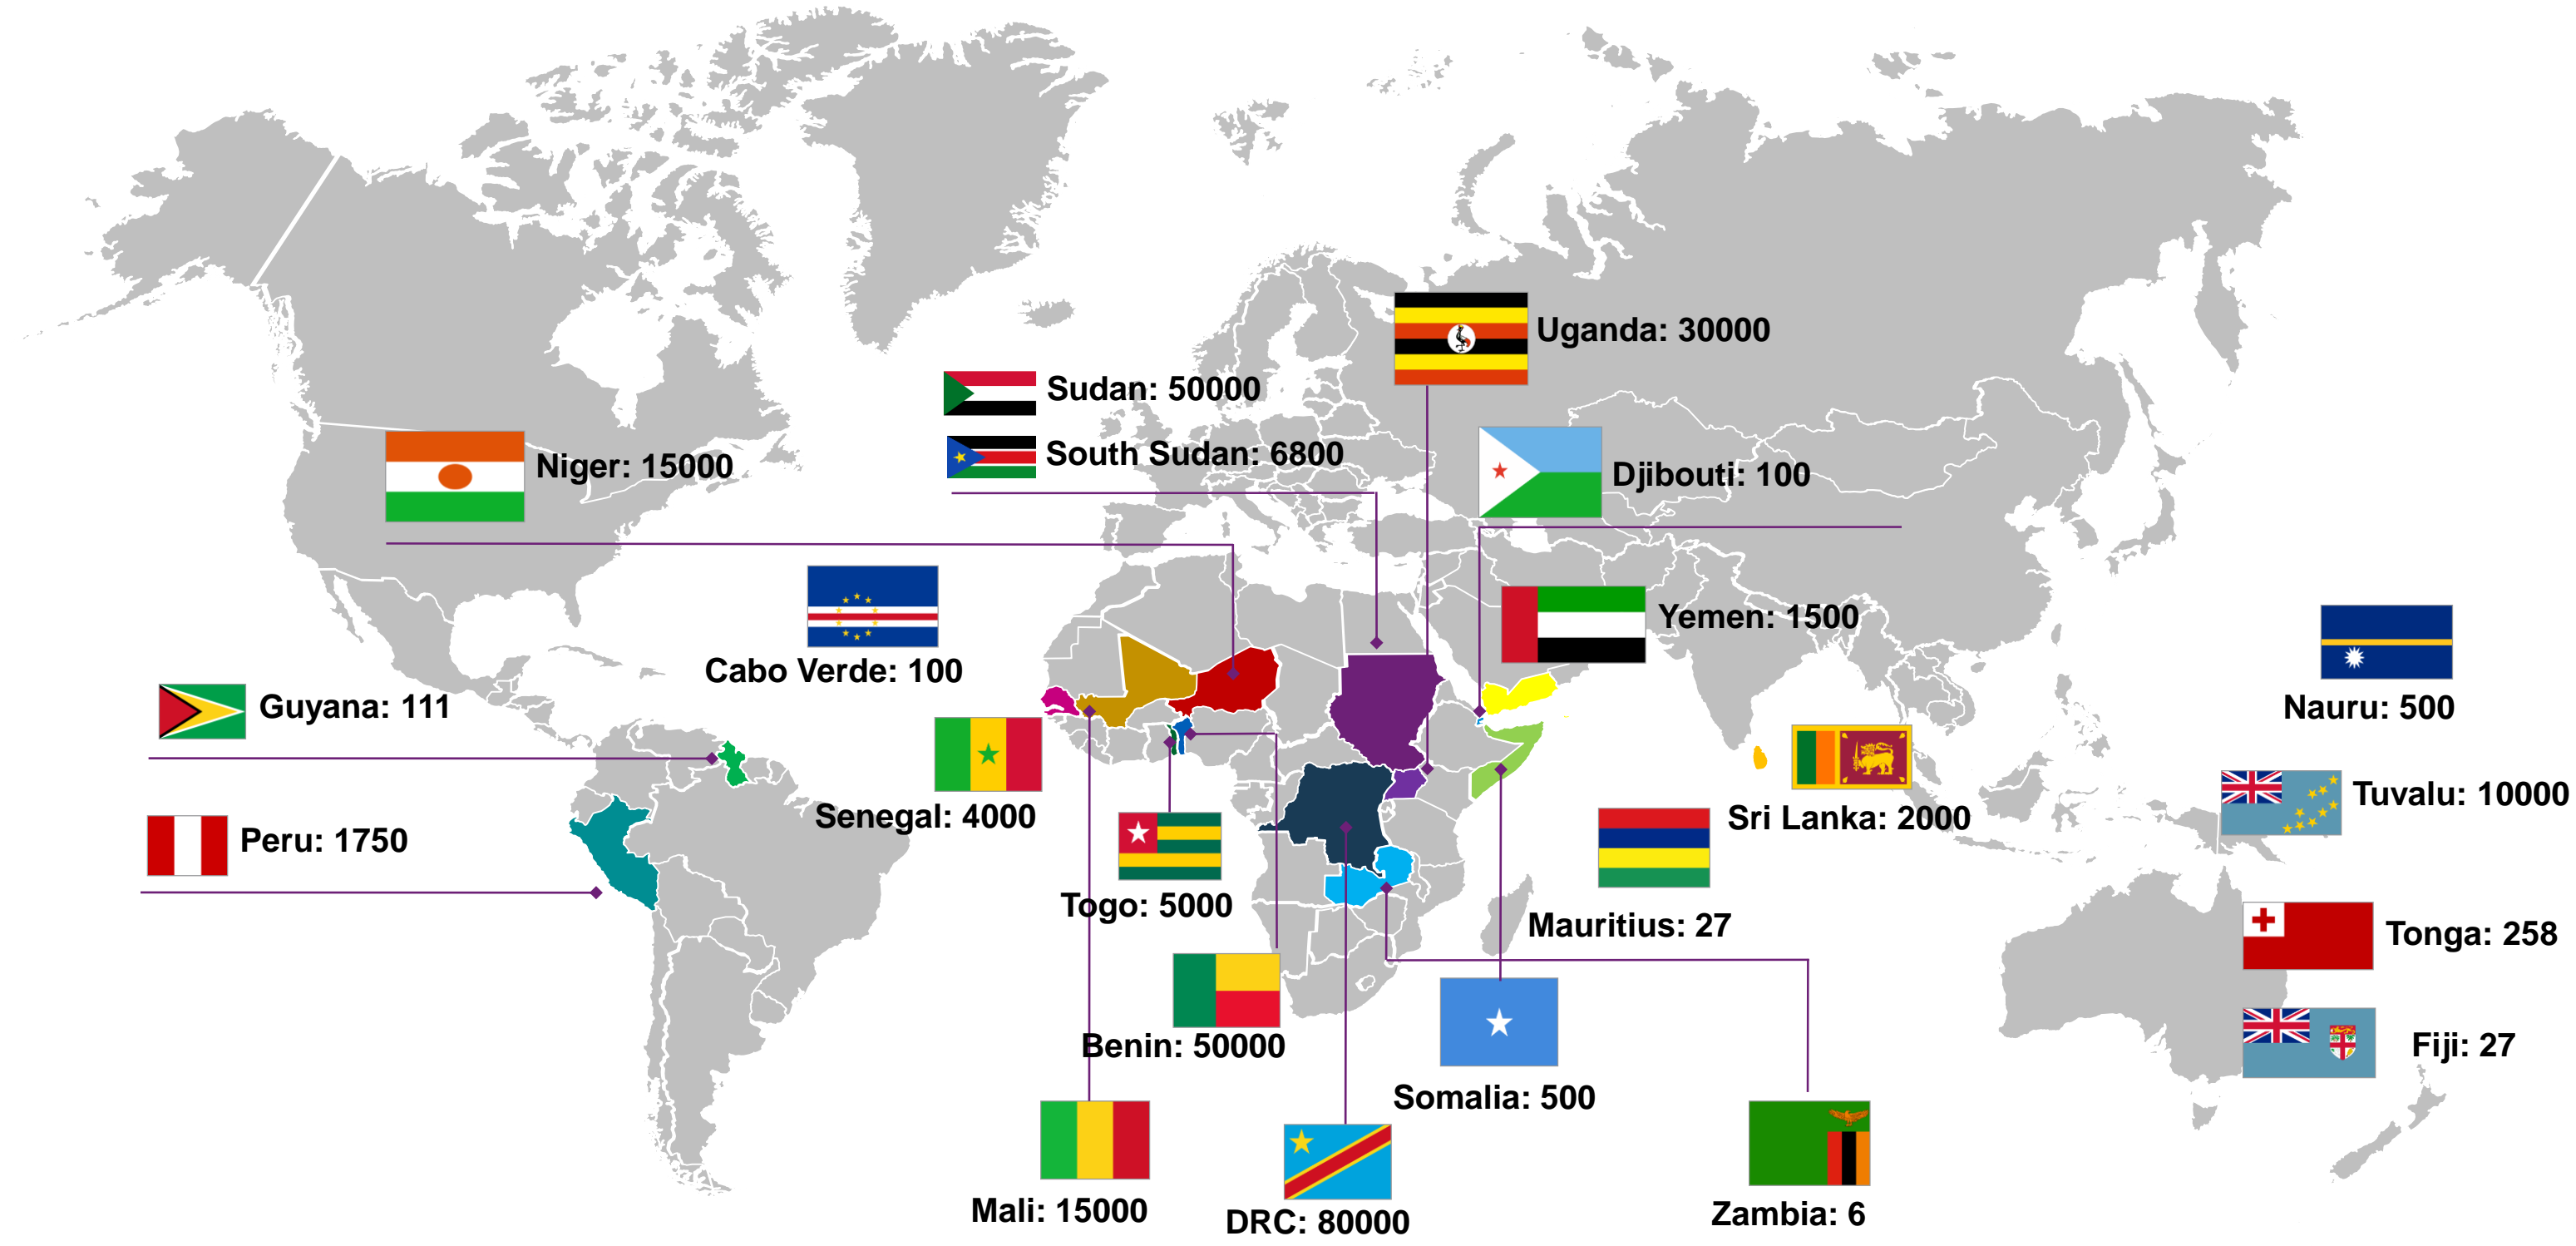 Uganda: 30000
Sudan: 50000
South Sudan: 6800
Niger: 15000
Djibouti: 100
Yemen: 1500
Cabo Verde: 100
Guyana: 111
Nauru: 500
Senegal: 4000
Sri Lanka: 2000
Tuvalu: 10000
Peru: 1750
Togo: 5000
Mauritius: 27
Tonga: 258
Benin: 50000
Fiji: 27
Somalia: 500
Mali: 15000
DRC: 80000
Zambia: 6